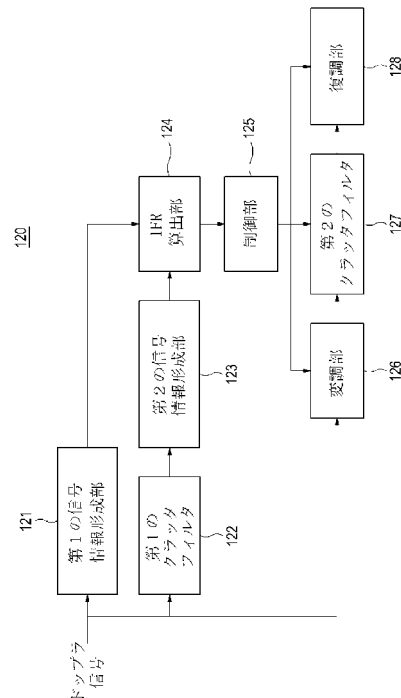 120
ドップラ
信号
第1の信号
情報形成部
121
第1の
クラッタ
フィルタ
122
第2の信号
情報形成部
123
IFR
算出部
124
制御部
125
変調部
126
第2の
クラッタフィルタ
127
復調部
128